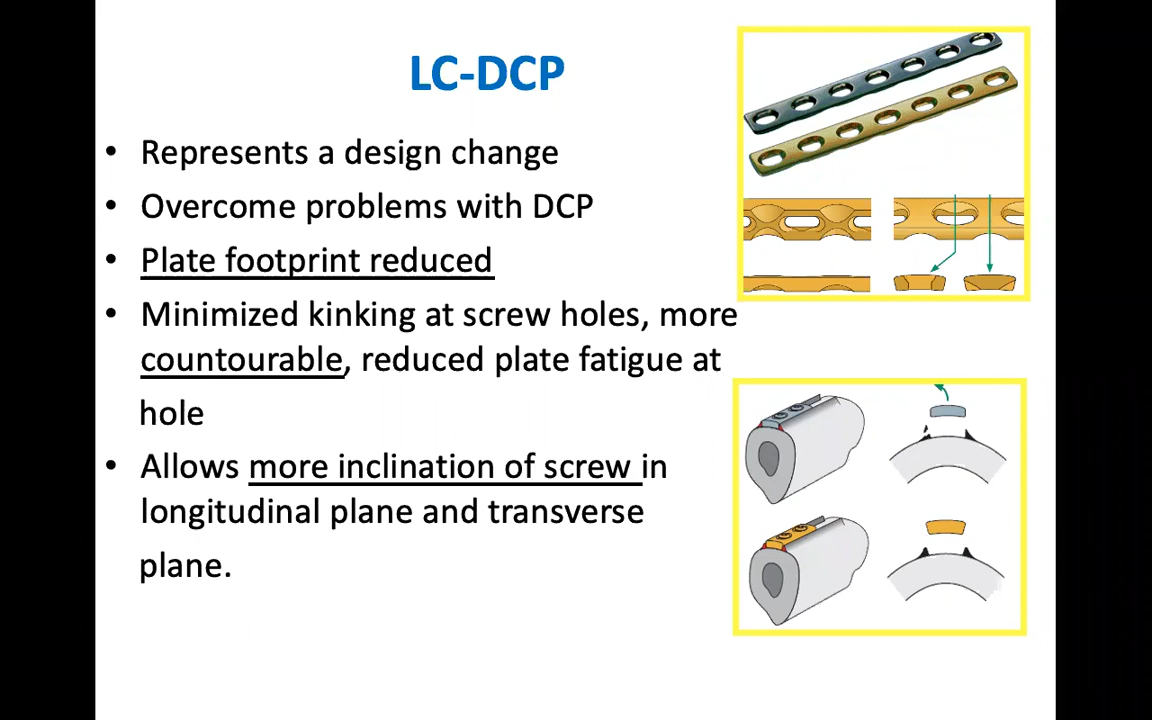 LC-DCP
• Represents a design change
• Overcome problems with DCP
• Plate footprint reduced
• Minimized kinking at screw holes, more
countourable, reduced plate fatigue at
hole
• Allows more inclination of screw in
longitudinal plane and transverse
plane.